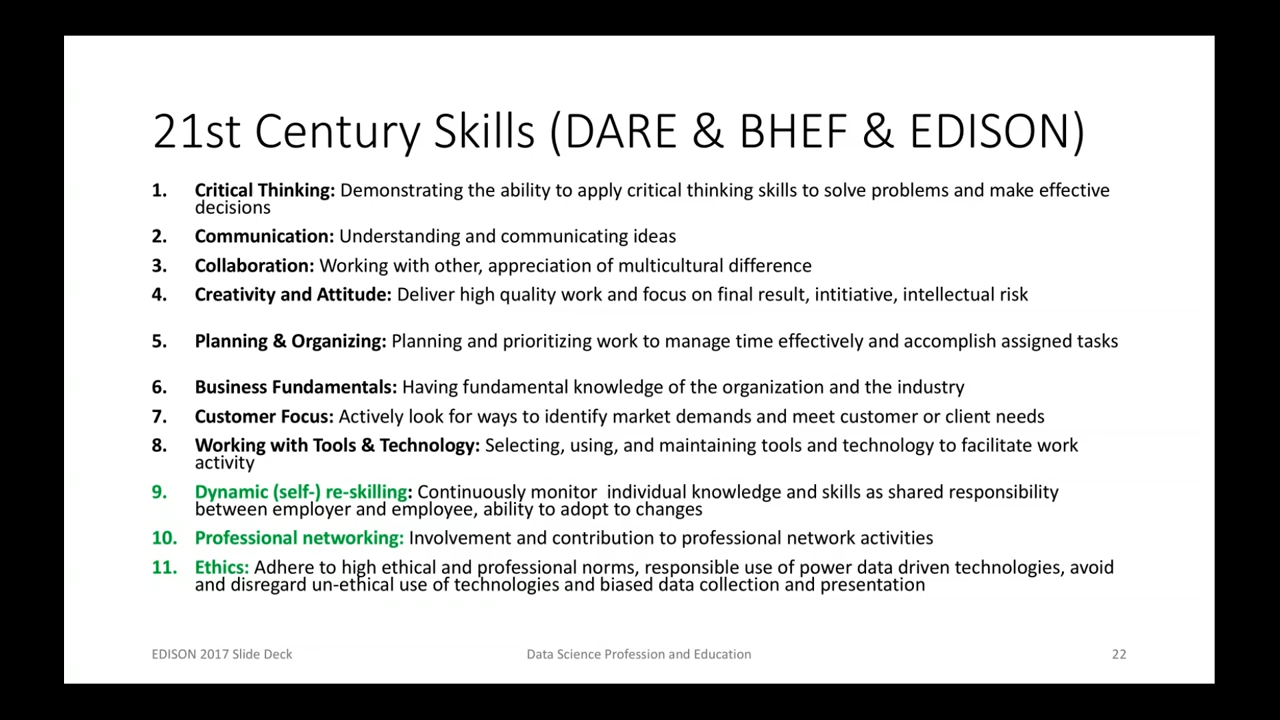 21st Century Skills (DARE & BHEF & EDISON)
1. Critical Thinking: Demonstrating the ability to apply critical thinking skills to solve problems and make effective
decisions
2. Communication: Understanding and communicating ideas
3. Collaboration: Working with other, appreciation of multicultural difference
4. Creativity and Attitude: Deliver high quality work and focus on final result, intitiative, intellectual risk
5. Planning & Organizing: Planning and prioritizing work to manage time effectively and accomplish assigned tasks
6. Business Fundamentals: Having fundamental knowledge of the organization and the industry
7. Customer Focus: Actively look for ways to identify market demands and meet customer or client needs
8. Working with Tools & Technology: Selecting, using, and maintaining tools and technology to facilitate work
activity
9. Dynamic (self-) re-skilling: Continuously monitor  individual knowledge and skills as shared responsibility
between employer and employee, ability to adopt to changes
10. Professional networking: Involvement and contribution to professional network activities
11. Ethics: Adhere to high ethical and professional norms, responsible use of power data driven technologies, avoid
and disregard un-ethical use of technologies and biased data collection and presentation
EDISON 2017 Slide Deck
Data Science Profession and Education
22